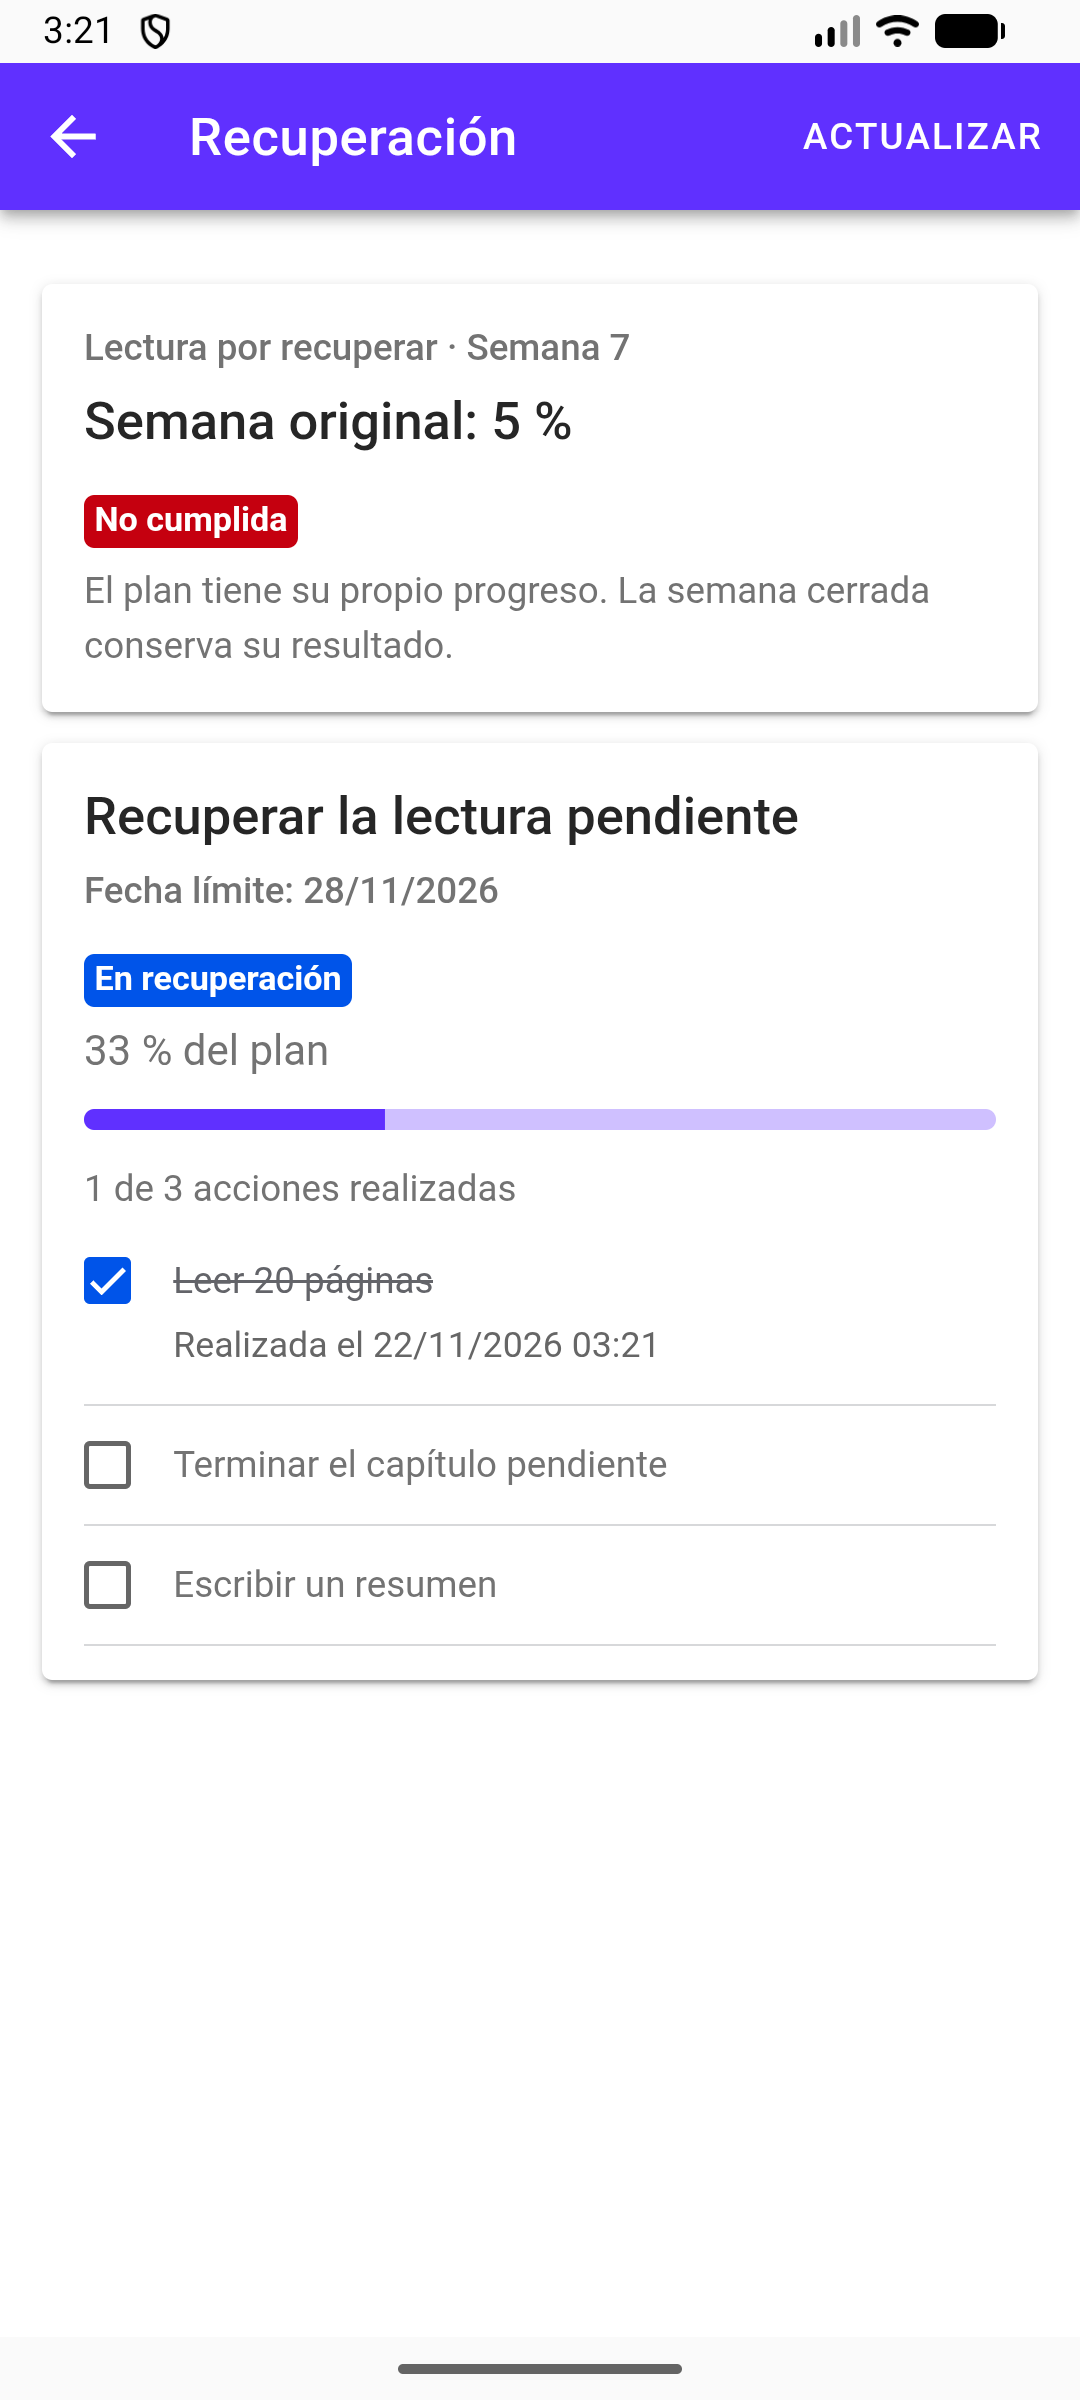 3:21
Recuperación
ACTUALIZAR
Lectura por recuperar · Semana 7
Semana original: 5 %
No cumplida
El plan tiene su propio progreso. La semana cerrada
conserva su resultado.
Recuperar la lectura pendiente
Fecha límite: 28/11/2026
En recuperación
33 % del plan
1 de 3 acciones realizadas
Leer 20 páginas
Realizada el 22/11/2026 03:21
Terminar el capítulo pendiente
Escribir un resumen